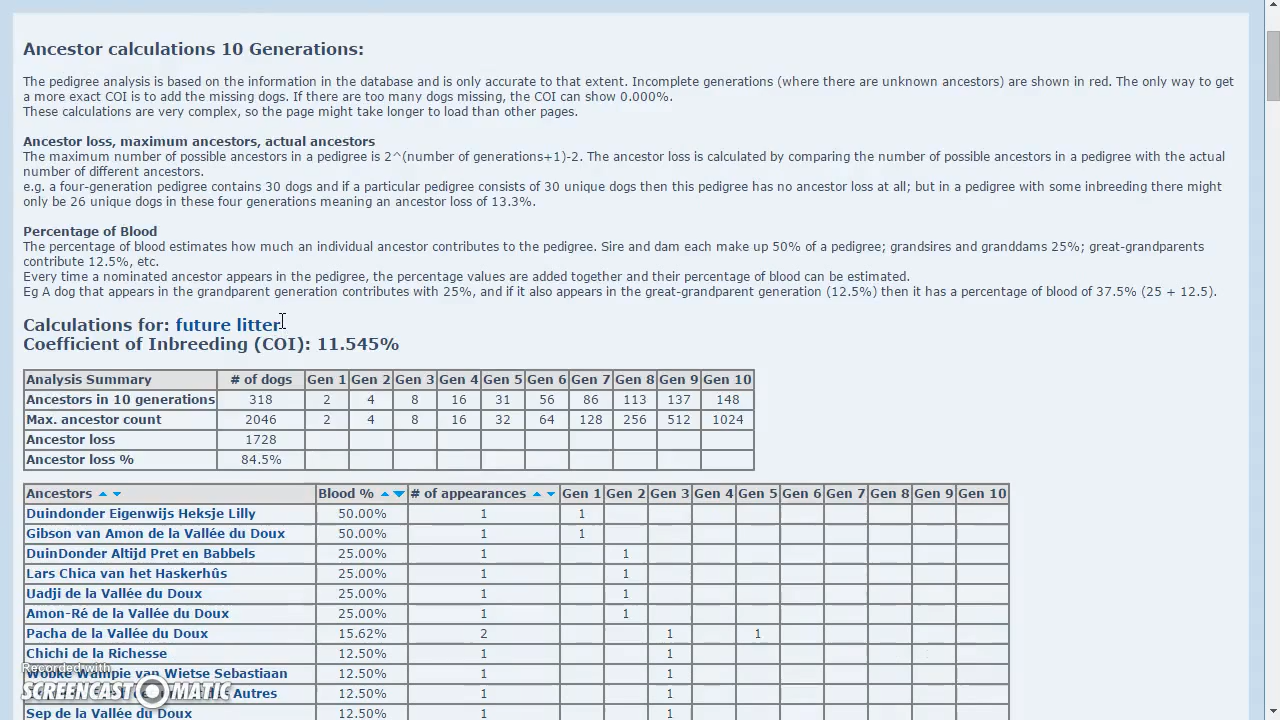 Ancestor calculations 10 Generations:
The pedigree analysis is based on the information in the database and is only accurate to that extent. Incomplete generations (where there are unknown ancestors) are shown in red. The only way to get
a more exact COI is to add the missing dogs. If there are too many dogs missing, the COI can show 0.000%.
These calculations are very complex, so the page might take longer to load than other pages.
Ancestor loss, maximum ancestors, actual ancestors
The maximum number of possible ancestors in a pedigree is 2^(number of generations+1)-2. The ancestor loss is calculated by comparing the number of possible ancestors in a pedigree with the actual
number of different ancestors.
e.g. a four-generation pedigree contains 30 dogs and if a particular pedigree consists of 30 unique dogs then this pedigree has no ancestor loss at all; but in a pedigree with some inbreeding there might
only be 26 unique dogs in these four generations meaning an ancestor loss of 13.3%.
Percentage of Blood
The percentage of blood estimates how much an individual ancestor contributes to the pedigree. Sire and dam each make up 50% of a pedigree; grandsires and granddams 25%; great-grandparents
contribute 12.5%, etc.
Every time a nominated ancestor appears in the pedigree, the percentage values are added together and their percentage of blood can be estimated.
Eg A dog that appears in the grandparent generation contributes with 25%, and if it also appears in the great-grandparent generation (12.5%) then it has a percentage of blood of 37.5% (25 + 12.5).
Calculations for: future litter
Coefficient of Inbreeding (COI): 11.545%
Analysis Summary # of dogs Gen 1 Gen 2 Gen 3 Gen 4 Gen 5 Gen 6 Gen 7 Gen 8 Gen 9 Gen 10
Ancestors in 10 generations 318 2 4 8 16 31 56 86 113 137 148
Max. ancestor count 2046 2 4 8 16 32 64 128 256 512 1024
Ancestor loss 1728
Ancestor loss % 84.5%
Ancestors Blood % # of appearances Gen 1 Gen 2 Gen 3 Gen 4 Gen 5 Gen 6 Gen 7 Gen 8 Gen 9 Gen 10
Duindonder Eigenwijs Heksje Lilly 50.00% 1 1
Gibson van Amon de la Vallée du Doux 50.00% 1 1
DuinDonder Altijd Pret en Babbels 25.00% 1 1
Lars Chica van het Haskerhûs 25.00% 1 1
Uadji de la Vallée du Doux 25.00% 1 1
Amon-Ré de la Vallée du Doux 25.00% 1 1
Pacha de la Vallée du Doux 15.62% 2 1 1
Chichi de la Richesse 12.50% 1 1
Wobke Wampie van Wietse Sebastiaan 12.50% 1 1
Autres 12.50% 1 1
Sep de la Vallée du Doux 12.50% 1 1
Recorded with
SCREENCAST-O-MATIC